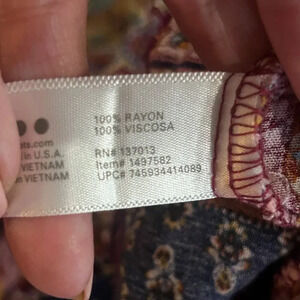 100% RAYON
100% VISCOSA
ts.com
in U.S.A.
RN# 137013
VIETNAM
Item# 1497582
VIETNAM
UPC# 745934414089